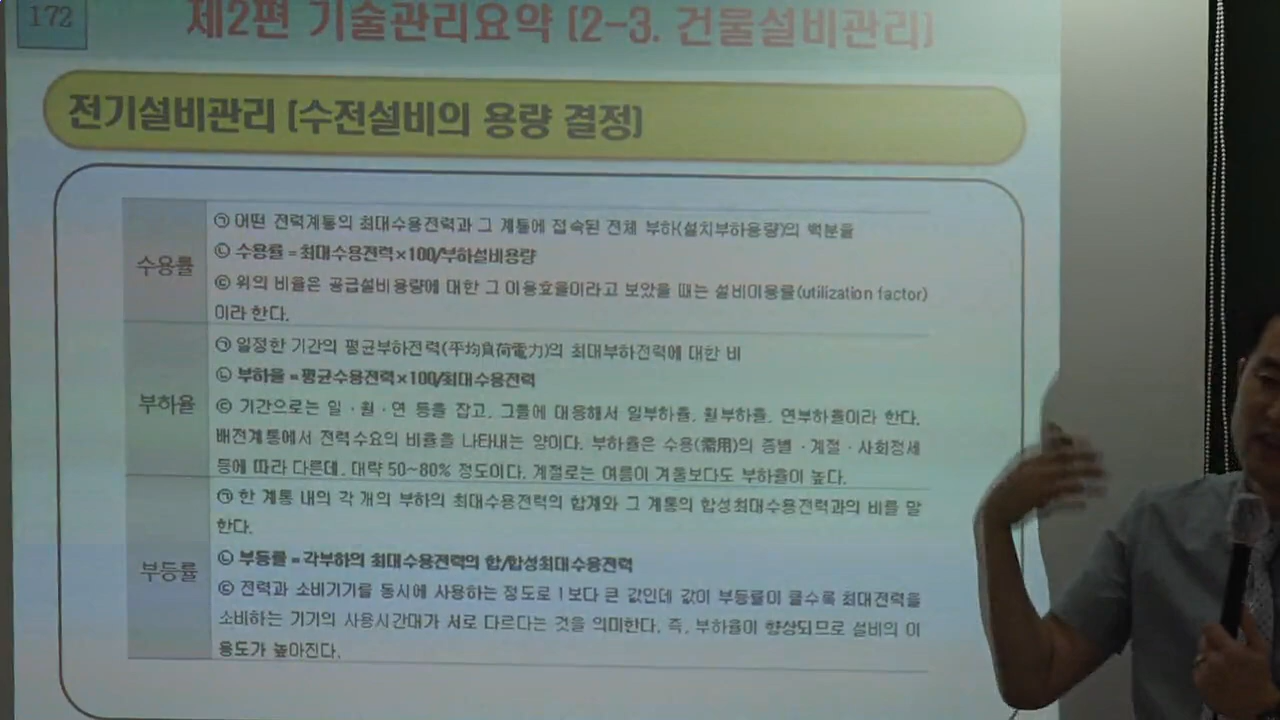 172
제2편 기술관리요약 (2-3. 건물설비관리)
전기설비관리 (수전설비의 용량 결정)
수용률
㉠ 어떤 전력계통의 최대수용전력과 그 계통에 접속된 전체 부하(설치부하용량)의 백분율
㉡ 수용률 = 최대수용전력×100/부하설비용량
㉢ 위의 비율은 공급설비용량에 대한 그 이용효율이라고 보았을 때는 설비이용률(utilization factor)
이라 한다.
부하율
㉠ 일정한 기간의 평균부하전력(平均負荷電力)의 최대부하전력에 대한 비
㉡ 부하율 =평균수용전력×100/최대수용전력
㉢ 기간으로는 일·월·연 등을 잡고, 그들에 대응해서 일부하율, 월부하율, 연부하율이라 한다.
배전계통에서 전력수요의 비율을 나타내는 양이다. 부하율은 수용(需用)의 종별·계절·사회정세
등에 따라 다른데, 대략 50~80% 정도이다. 계절로는 여름이 겨울보다도 부하율이 높다.
부등률
㉠ 한 계통 내의 각 개의 부하의 최대수용전력의 합계와 그 계통의 합성최대수용전력과의 비를 말
한다.
㉡ 부등률 = 각부하의 최대수용전력의 합/합성최대수용전력
㉢ 전력과 소비기기를 동시에 사용하는 정도로 1보다 큰 값인데 값이 부등률이 클수록 최대전력을
소비하는 기기의 사용시간대가 서로 다르다는 것을 의미한다. 즉, 부하율이 향상되므로 설비의 이
용도가 높아진다.